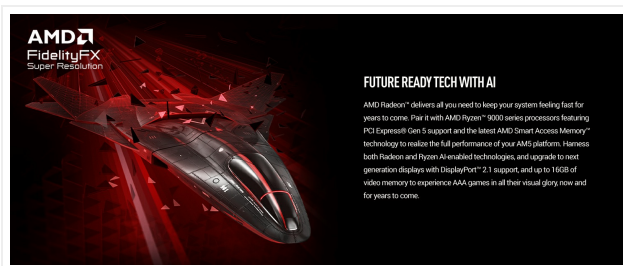 AMD
FidelityFX
Super Resolution
FUTURE READY TECH WITH AI
AMD Radeon™ delivers all you need to keep your system feeling fast for
years to come. Pair it with AMD Ryzen™ 9000 series processors featuring
PCI Express® Gen 5 support and the latest AMD Smart Access Memory™
technology to realize the full performance of your AM5 platform. Harness
both Radeon and Ryzen AI-enabled technologies, and upgrade to next
generation displays with DisplayPort™ 2.1 support, and up to 16GB of
video memory to experience AAA games in all their visual glory, now and
for years to come.